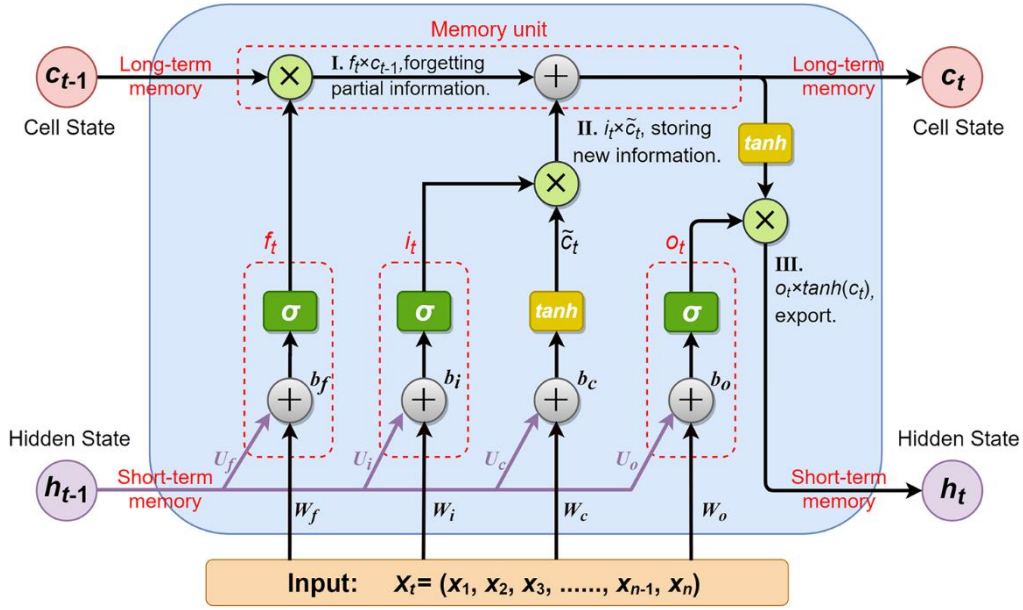 Memory unit
c_{t-1}
Long-term
memory
Cell State
×
I. f_t×c_{t-1},forgetting
partial information.
+
Long-term
memory
c_t
Cell State
II. i_t×c̃_t, storing
new information.
tanh
×
×
f_t
i_t
c̃_t
o_t
III.
o_t×tanh(c_t),
export.
σ
σ
tanh
σ
b_f
b_i
b_c
b_o
+
+
+
+
Hidden State
h_{t-1}
Short-term
memory
U_f
U_i
U_c
U_o
Short-term
memory
Hidden State
h_t
W_f
W_i
W_c
W_o
Input: X_t= (x_1, x_2, x_3, ......, x_{n-1}, x_n)